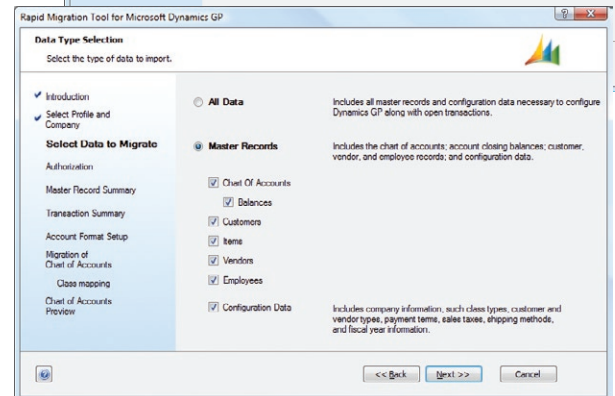 Rapid Migration Tool for Microsoft Dynamics GP
Data Type Selection
Select the type of data to import.
Introduction
Select Profile and
Company
Select Data to Migrate
Authorization
Master Record Summary
Transaction Summary
Account Format Setup
Migration of
Chart of Accounts
Class mapping
Chart of Accounts
Preview
All Data
Includes all master records and configuration data necessary to configure
Dynamics GP along with open transactions.
Master Records
Includes the chart of accounts; account closing balances; customer,
vendor, and employee records; and configuration data.
Chart Of Accounts
Balances
Customers
Items
Vendors
Employees
Configuration Data
Includes company information, such class types, customer and
vendor types, payment terms, sales taxes, shipping methods,
and fiscal year information.
<< Back
Next >>
Cancel